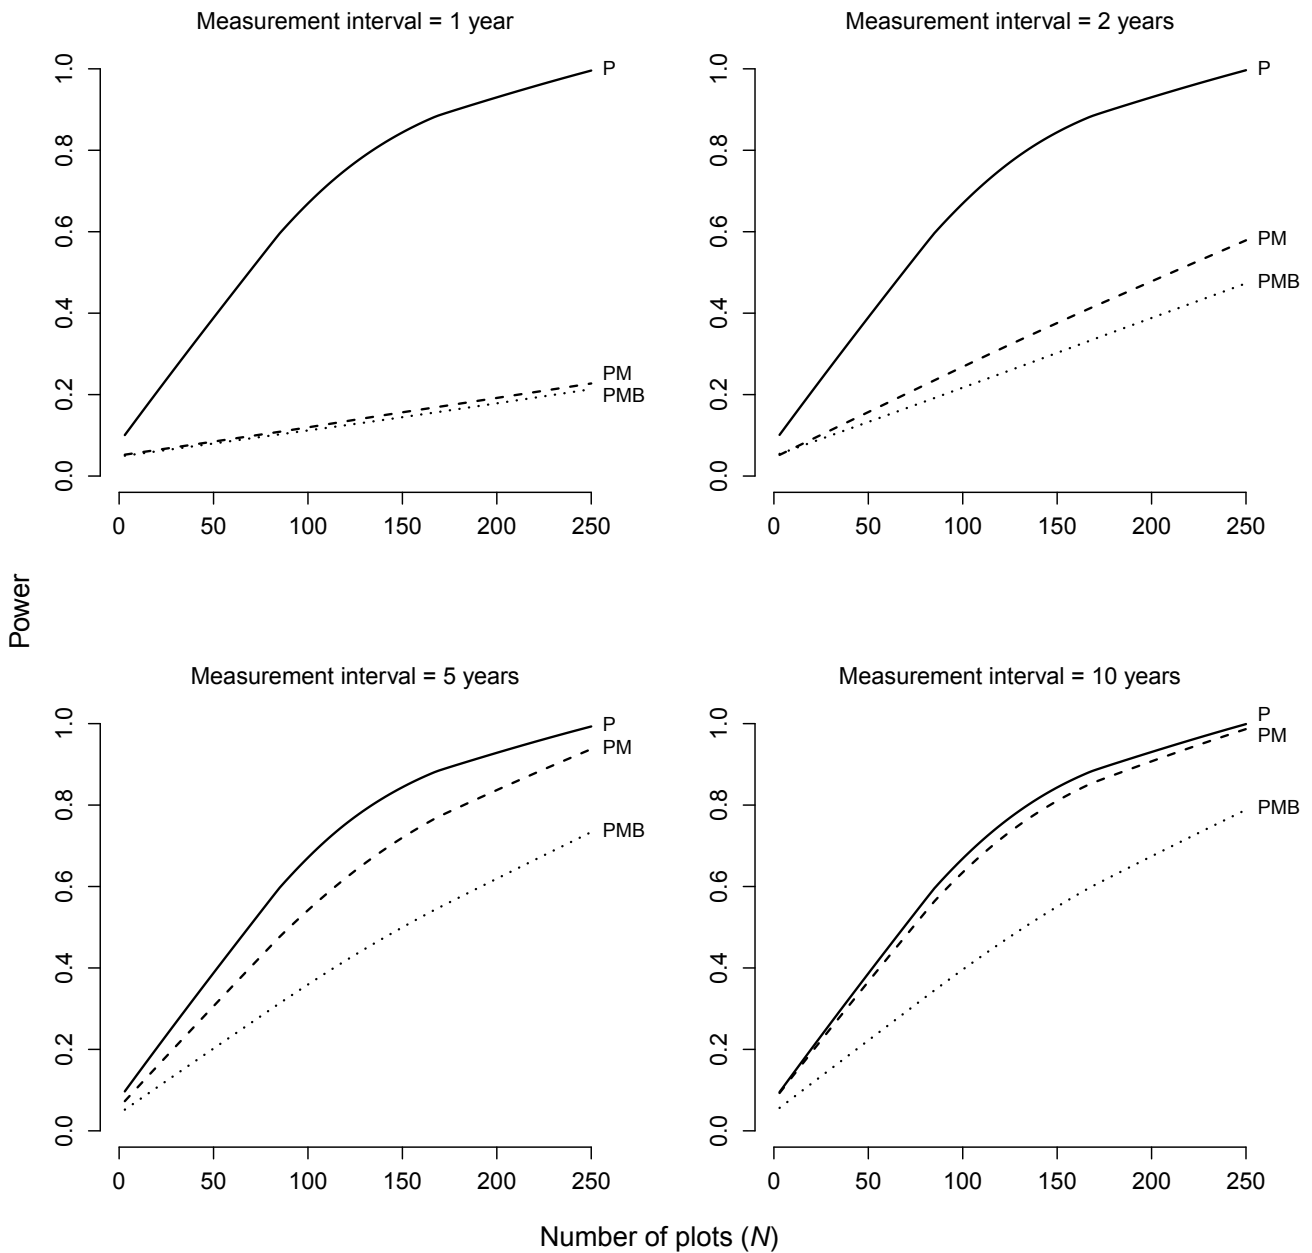 Measurement interval = 1 year
Measurement interval = 2 years
1.0
0.8
0.6
0.4
0.2
0.0
P
PM
PMB
0 50 100 150 200 250
1.0
0.8
0.6
0.4
0.2
0.0
P
PM
PMB
0 50 100 150 200 250
Power
Measurement interval = 5 years
Measurement interval = 10 years
1.0
0.8
0.6
0.4
0.2
0.0
P
PM
PMB
0 50 100 150 200 250
1.0
0.8
0.6
0.4
0.2
0.0
P
PM
PMB
0 50 100 150 200 250
Number of plots (N)